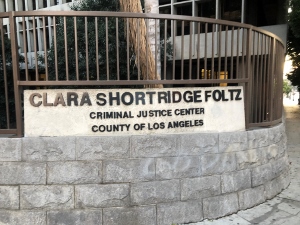 CLARA SHORTRIDGE FOLTZ
CRIMINAL JUSTICE CENTER
COUNTY OF LOS ANGELES